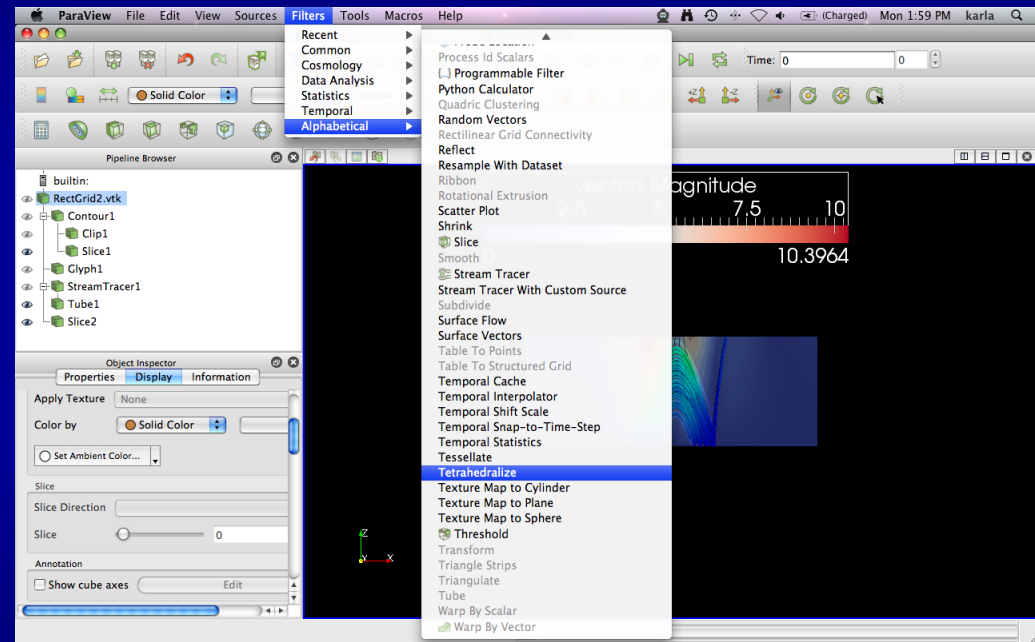 ParaView File Edit View Sources Filters Tools Macros Help (Charged) Mon 1:59 PM karla
Recent
Common
Cosmology
Data Analysis
Statistics
Temporal
Alphabetical
Process Id Scalars
Programmable Filter
Python Calculator
Quadric Clustering
Random Vectors
Rectilinear Grid Connectivity
Reflect
Resample With Dataset
Ribbon
Rotational Extrusion
Scatter Plot
Shrink
Slice
Smooth
Stream Tracer
Stream Tracer With Custom Source
Subdivide
Surface Flow
Surface Vectors
Table To Points
Table To Structured Grid
Temporal Cache
Temporal Interpolator
Temporal Shift Scale
Temporal Snap-to-Time-Step
Temporal Statistics
Tessellate
Tetrahedralize
Texture Map to Cylinder
Texture Map to Plane
Texture Map to Sphere
Threshold
Transform
Triangle Strips
Triangulate
Tube
Warp By Scalar
Warp By Vector
Time: 0 0
Solid Color
+Z -Z
Pipeline Browser
builtin:
RectGrid2.vtk
Contour1
Clip1
Slice1
Glyph1
StreamTracer1
Tube1
Slice2
Object Inspector
Properties Display Information
Apply Texture None
Color by Solid Color
Set Ambient Color...
Slice
Slice Direction
Slice 0
Annotation
Show cube axes Edit
vectors Magnitude
2.5 5 7.5 10
10.3964
Z
Y X